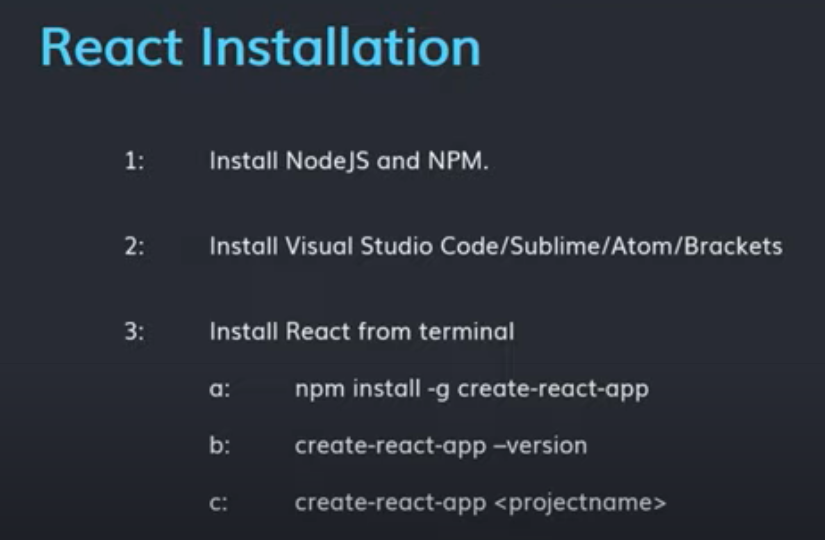 React Installation
1: Install NodeJS and NPM.
2: Install Visual Studio Code/Sublime/Atom/Brackets
3: Install React from terminal
a: npm install -g create-react-app
b: create-react-app –version
c: create-react-app <projectname>